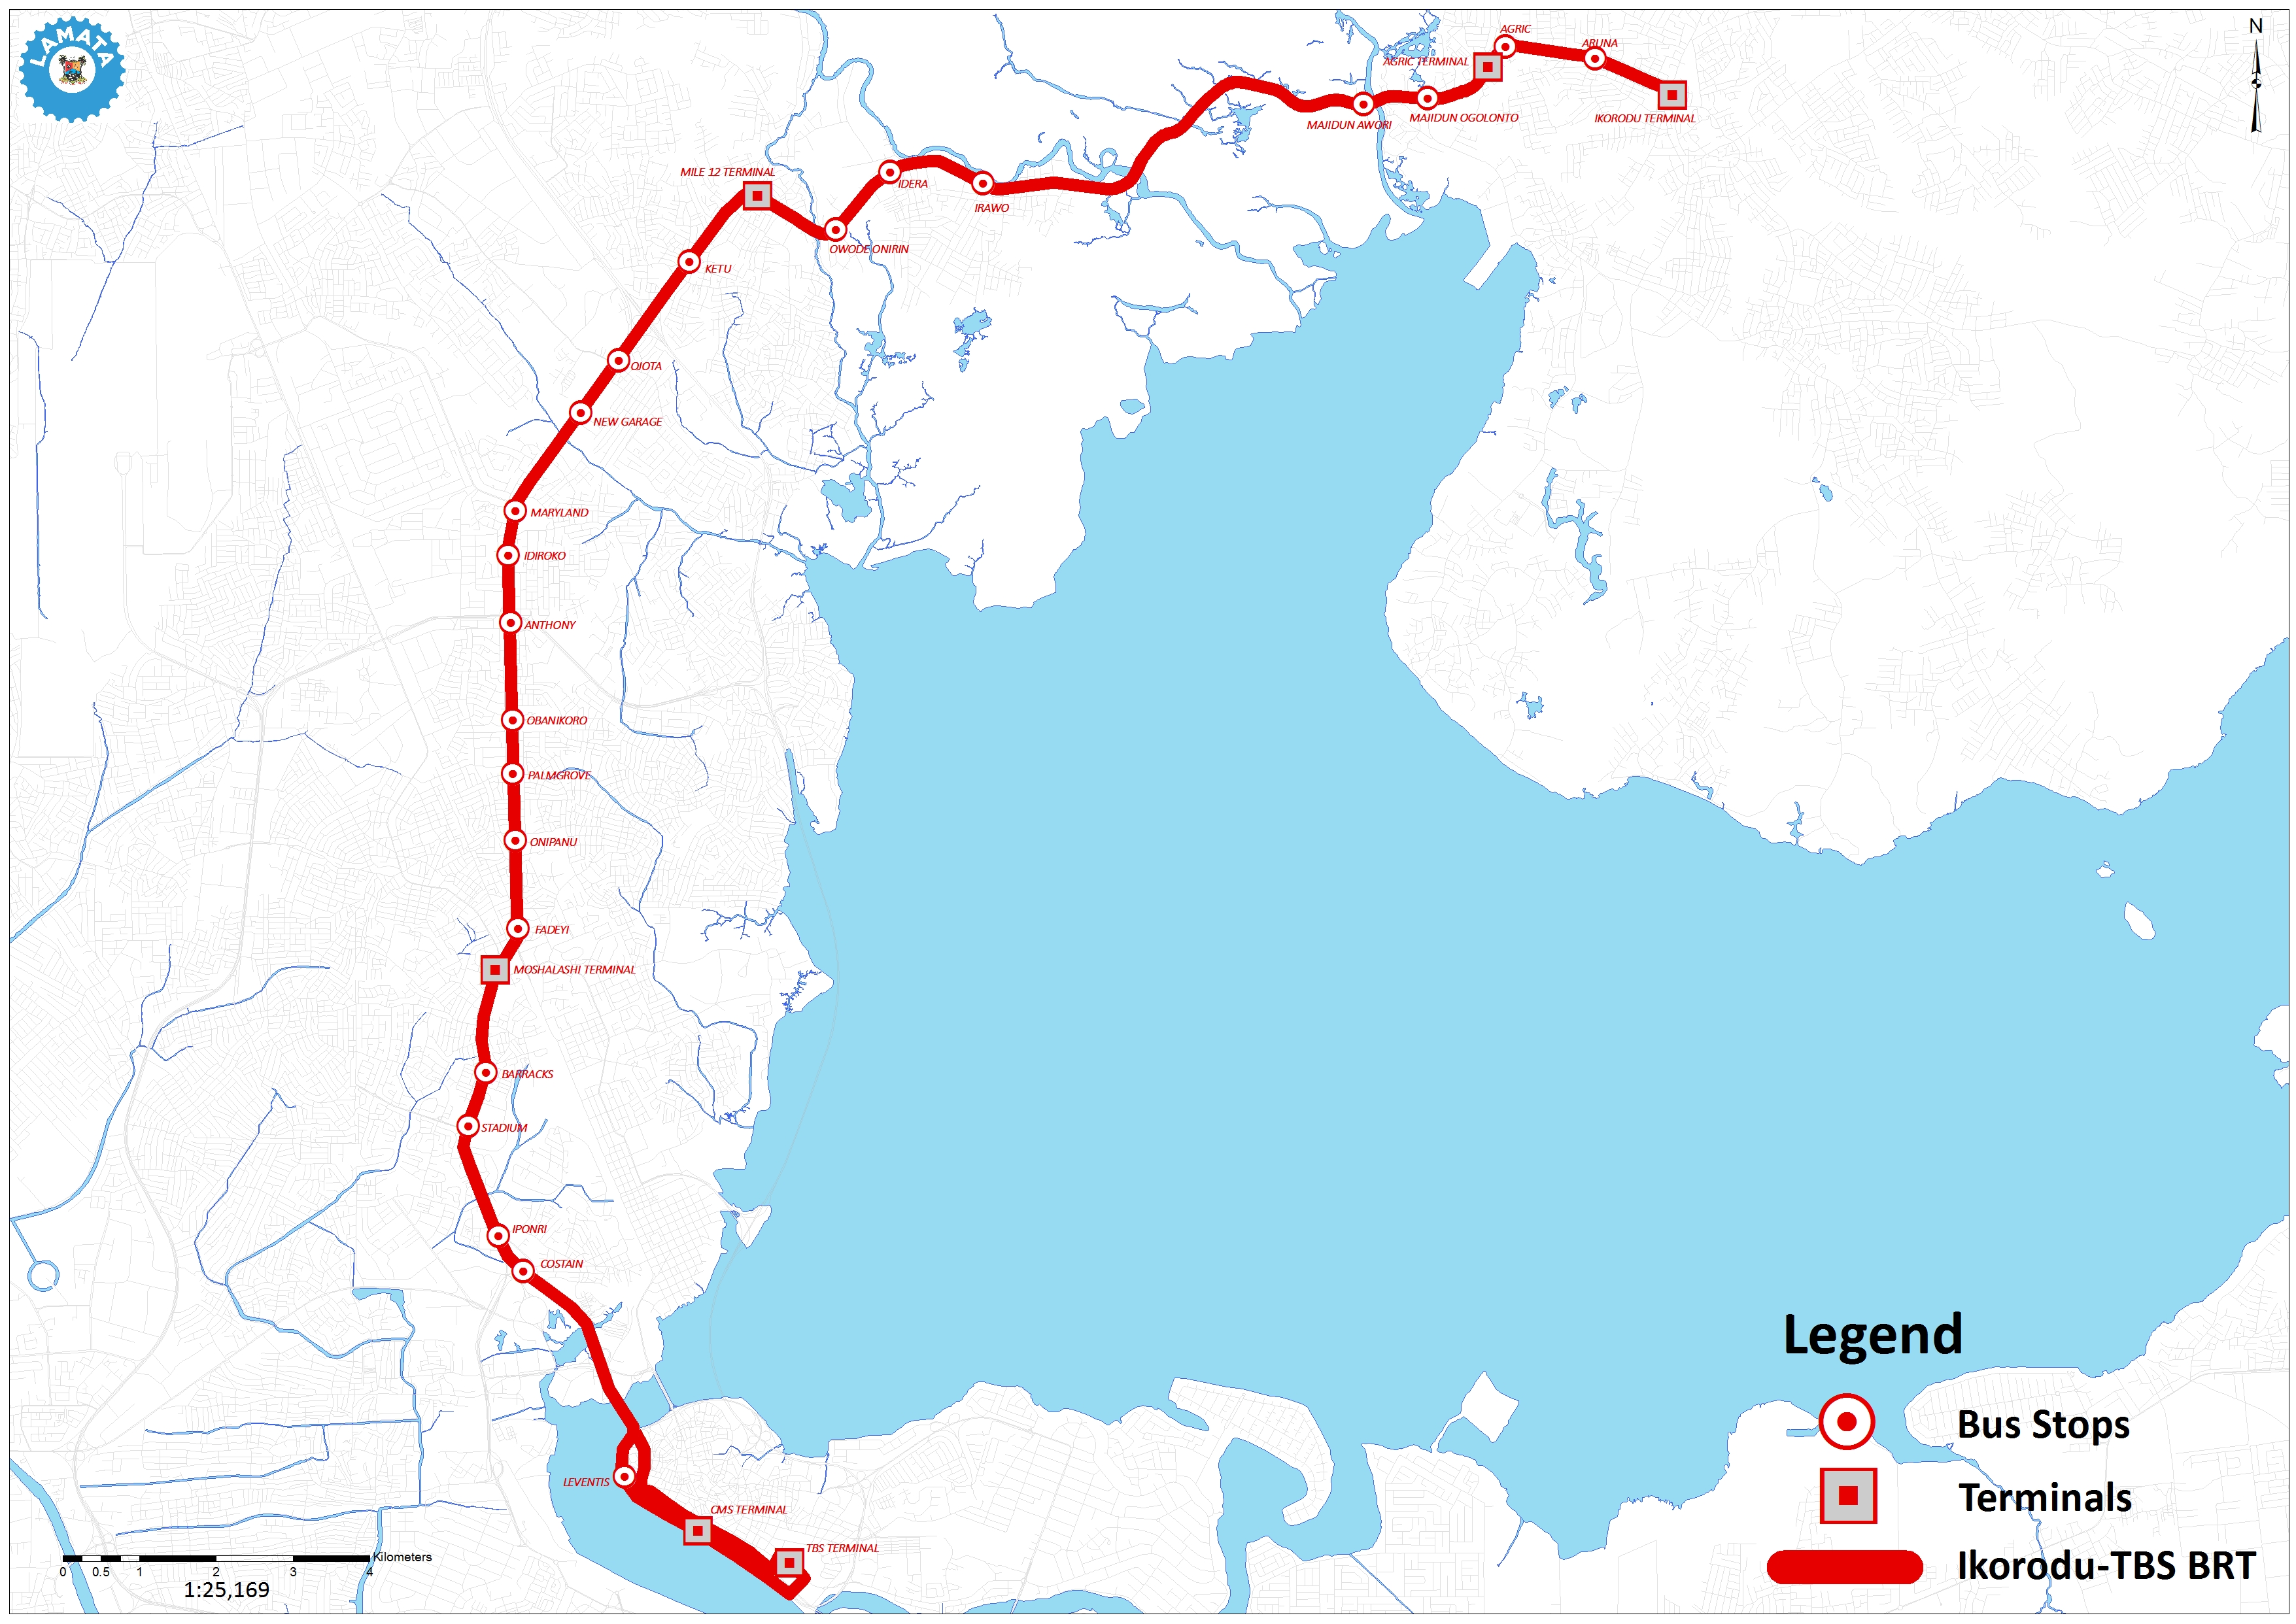 LAMATA
N
AGRIC
ARUNA
AGRIC TERMINAL
IKORODU TERMINAL
MAJIDUN OGOLONTO
MAJIDUN AWORI
MILE 12 TERMINAL
IDERA
IRAWO
OWODE ONIRIN
KETU
OJOTA
NEW GARAGE
MARYLAND
IDIROKO
ANTHONY
OBANIKORO
PALMGROVE
ONIPANU
FADEYI
MOSHALASHI TERMINAL
BARRACKS
STADIUM
IPONRI
COSTAIN
LEVENTIS
CMS TERMINAL
TBS TERMINAL
Legend
Bus Stops
Terminals
Ikorodu-TBS BRT
Kilometers
0 0.5 1 2 3 4
1:25,169